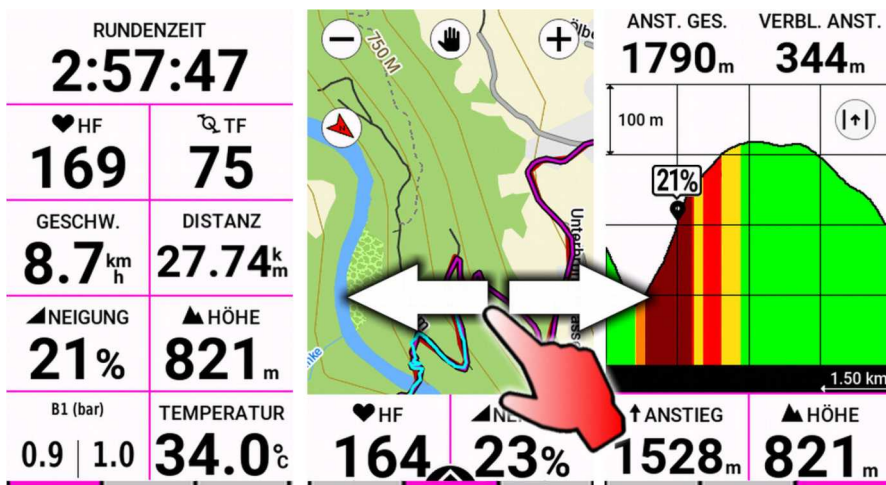 RUNDENZEIT
2:57:47
HF
TF
169
75
GESCHW.
DISTANZ
8.7 km/h
27.74 km
NEIGUNG
HÖHE
21%
821 m
B1 (bar)
TEMPERATUR
0.9 | 1.0
34.0 °C
750 M
HF
164
23%
ANST. GES.
VERBL. ANST.
1790 m
344 m
100 m
21%
1.50 km
ANSTIEG
HÖHE
1528 m
821 m